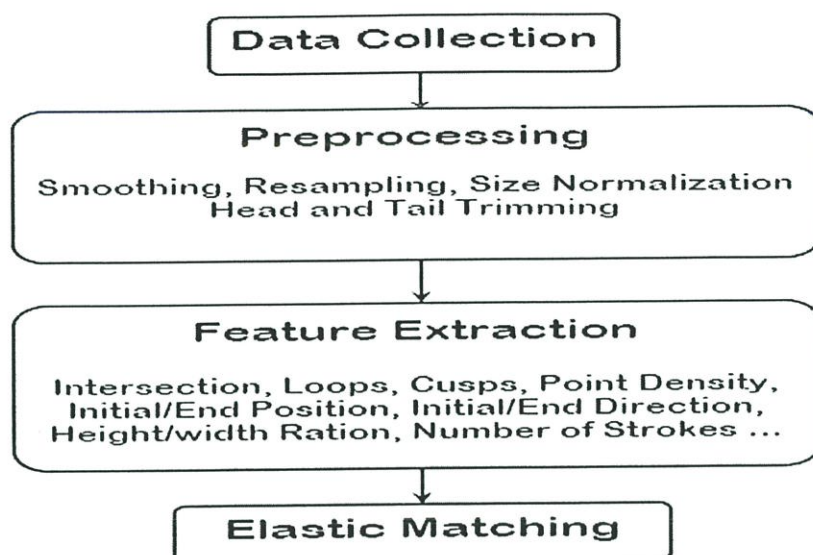 Data Collection
Preprocessing
Smoothing, Resampling, Size Normalization
Head and Tail Trimming
Feature Extraction
Intersection, Loops, Cusps, Point Density,
Initial/End Position, Initial/End Direction,
Height/width Ration, Number of Strokes ...
Elastic Matching